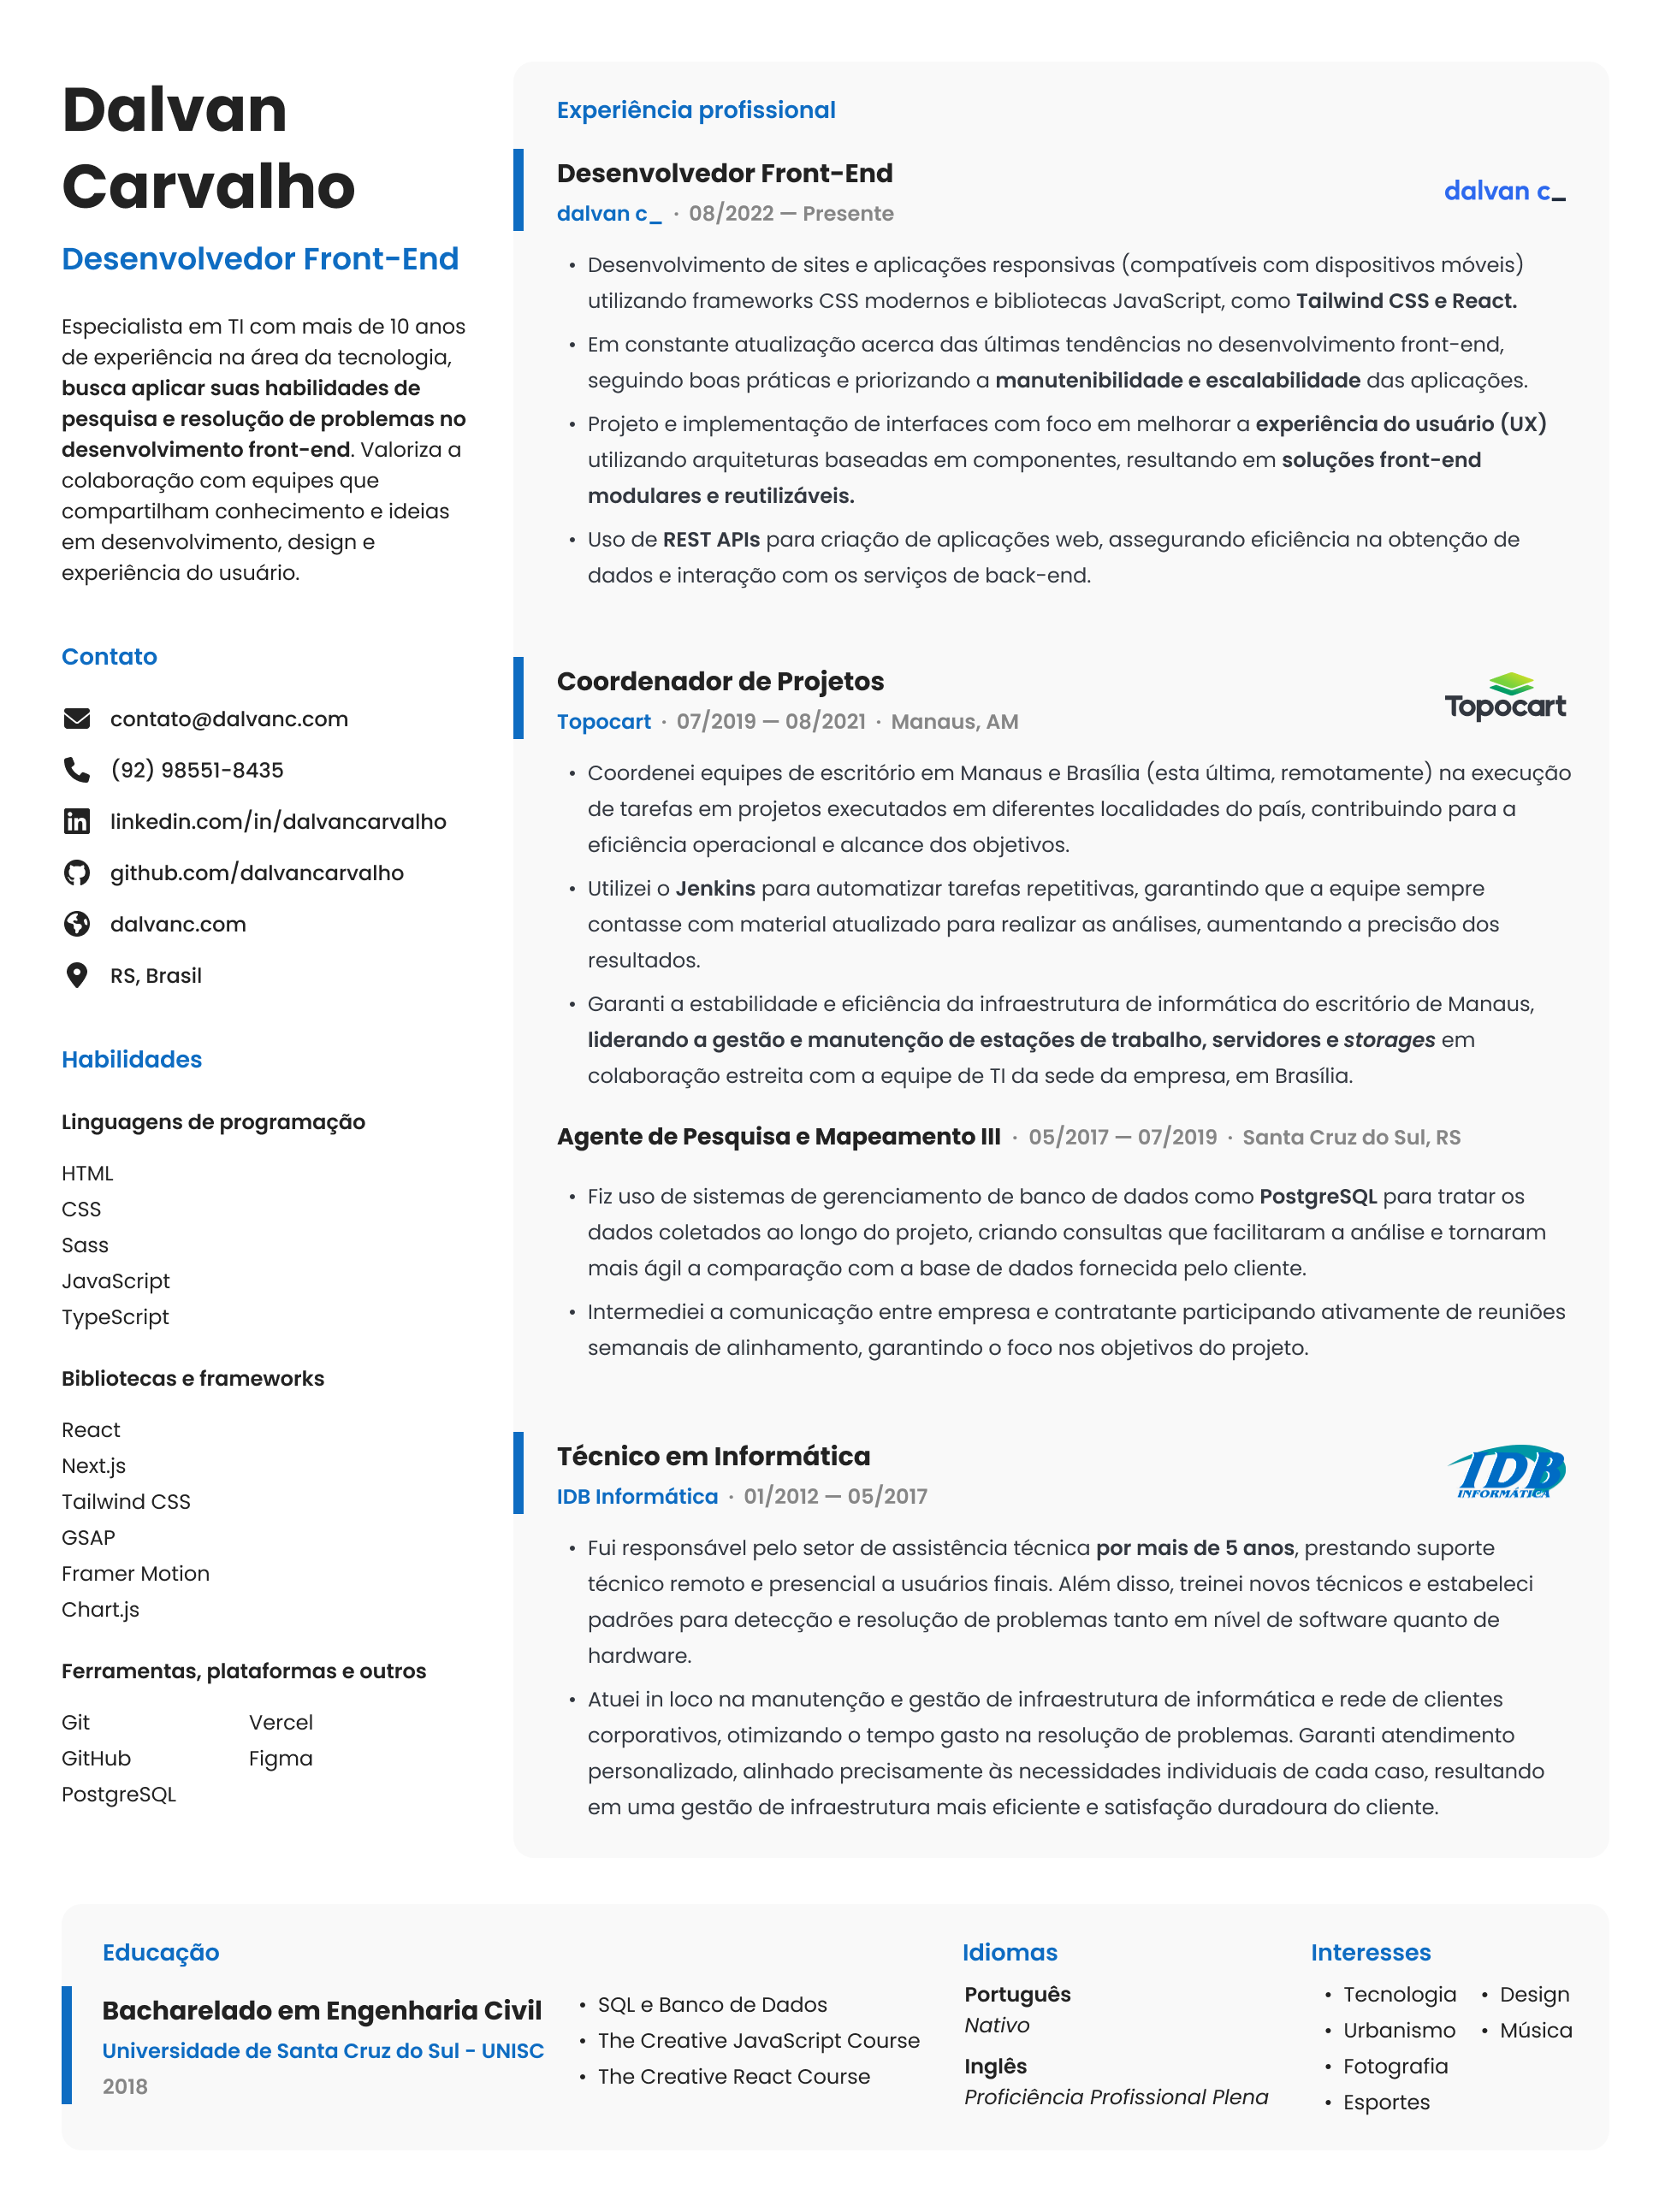 Dalvan
Carvalho
Desenvolvedor Front-End
Especialista em TI com mais de 10 anos
de experiência na área da tecnologia,
busca aplicar suas habilidades de
pesquisa e resolução de problemas no
desenvolvimento front-end. Valoriza a
colaboração com equipes que
compartilham conhecimento e ideias
em desenvolvimento, design e
experiência do usuário.
Contato
contato@dalvanc.com
(92) 98551-8435
linkedin.com/in/dalvancarvalho
github.com/dalvancarvalho
dalvanc.com
RS, Brasil
Habilidades
Linguagens de programação
HTML
CSS
Sass
JavaScript
TypeScript
Bibliotecas e frameworks
React
Next.js
Tailwind CSS
GSAP
Framer Motion
Chart.js
Ferramentas, plataformas e outros
Git
GitHub
PostgreSQL
Vercel
Figma
Experiência profissional
Desenvolvedor Front-End
dalvan c_ · 08/2022 — Presente
dalvan c_
• Desenvolvimento de sites e aplicações responsivas (compatíveis com dispositivos móveis)
utilizando frameworks CSS modernos e bibliotecas JavaScript, como Tailwind CSS e React.
• Em constante atualização acerca das últimas tendências no desenvolvimento front-end,
seguindo boas práticas e priorizando a manutenibilidade e escalabilidade das aplicações.
• Projeto e implementação de interfaces com foco em melhorar a experiência do usuário (UX)
utilizando arquiteturas baseadas em componentes, resultando em soluções front-end
modulares e reutilizáveis.
• Uso de REST APIs para criação de aplicações web, assegurando eficiência na obtenção de
dados e interação com os serviços de back-end.
Coordenador de Projetos
Topocart · 07/2019 — 08/2021 · Manaus, AM
Topocart
• Coordenei equipes de escritório em Manaus e Brasília (esta última, remotamente) na execução
de tarefas em projetos executados em diferentes localidades do país, contribuindo para a
eficiência operacional e alcance dos objetivos.
• Utilizei o Jenkins para automatizar tarefas repetitivas, garantindo que a equipe sempre
contasse com material atualizado para realizar as análises, aumentando a precisão dos
resultados.
• Garanti a estabilidade e eficiência da infraestrutura de informática do escritório de Manaus,
liderando a gestão e manutenção de estações de trabalho, servidores e storages em
colaboração estreita com a equipe de TI da sede da empresa, em Brasília.
Agente de Pesquisa e Mapeamento III · 05/2017 — 07/2019 · Santa Cruz do Sul, RS
• Fiz uso de sistemas de gerenciamento de banco de dados como PostgreSQL para tratar os
dados coletados ao longo do projeto, criando consultas que facilitaram a análise e tornaram
mais ágil a comparação com a base de dados fornecida pelo cliente.
• Intermediei a comunicação entre empresa e contratante participando ativamente de reuniões
semanais de alinhamento, garantindo o foco nos objetivos do projeto.
Técnico em Informática
IDB Informática · 01/2012 — 05/2017
IDB
INFORMÁTICA
• Fui responsável pelo setor de assistência técnica por mais de 5 anos, prestando suporte
técnico remoto e presencial a usuários finais. Além disso, treinei novos técnicos e estabeleci
padrões para detecção e resolução de problemas tanto em nível de software quanto de
hardware.
• Atuei in loco na manutenção e gestão de infraestrutura de informática e rede de clientes
corporativos, otimizando o tempo gasto na resolução de problemas. Garanti atendimento
personalizado, alinhado precisamente às necessidades individuais de cada caso, resultando
em uma gestão de infraestrutura mais eficiente e satisfação duradoura do cliente.
Educação
Bacharelado em Engenharia Civil
Universidade de Santa Cruz do Sul - UNISC
2018
• SQL e Banco de Dados
• The Creative JavaScript Course
• The Creative React Course
Idiomas
Português
Nativo
Inglês
Proficiência Profissional Plena
Interesses
• Tecnologia
• Urbanismo
• Fotografia
• Esportes
• Design
• Música